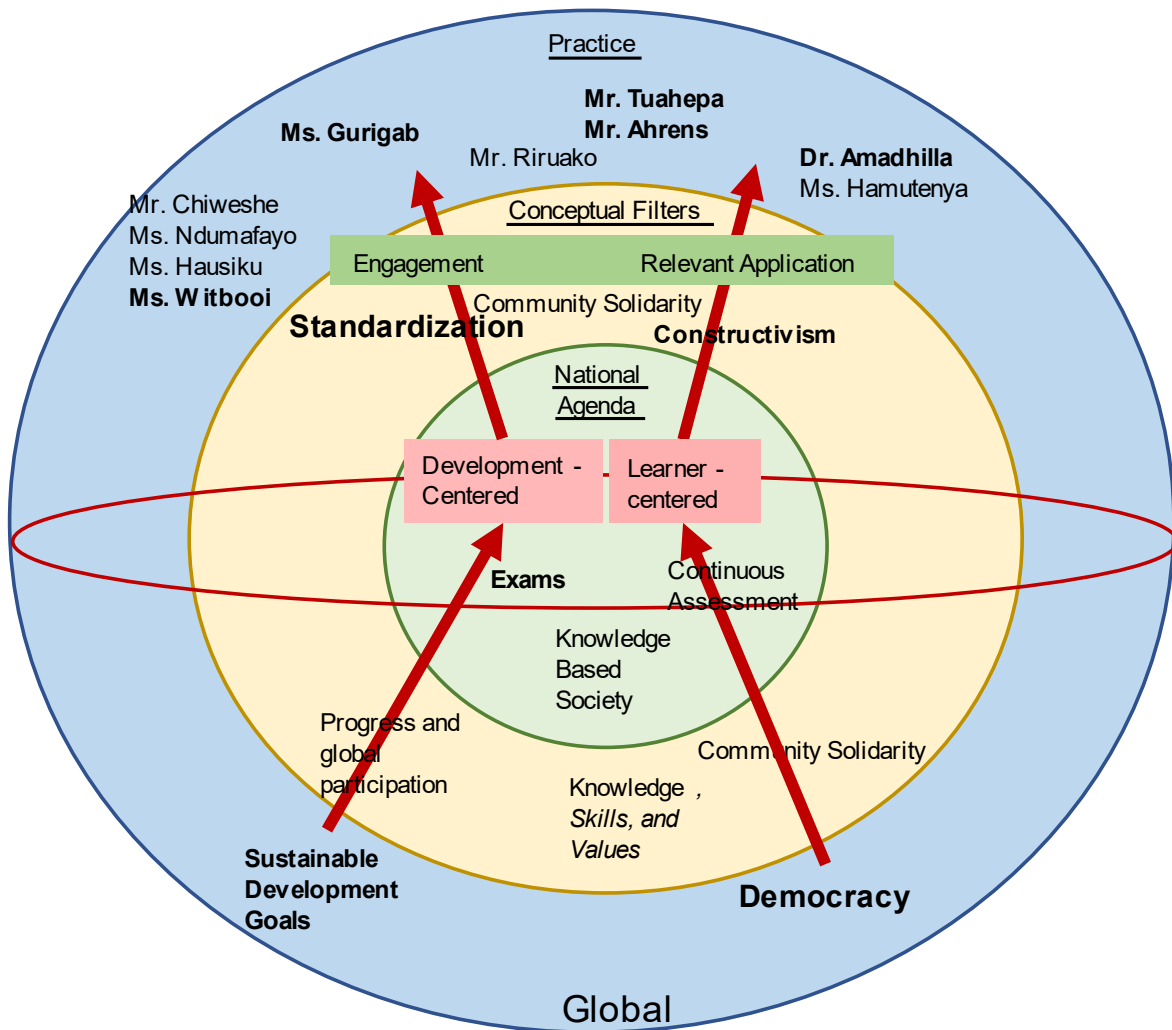 Practice
Mr. Tuahepa
Mr. Ahrens
Ms. Gurigab
Mr. Riruako
Dr. Amadhilla
Ms. Hamutenya
Mr. Chiweshe
Ms. Ndumafayo
Ms. Hausiku
Ms. Witbooi
Conceptual Filters
Engagement
Relevant Application
Community Solidarity
Standardization
Constructivism
National
Agenda
Development -
Centered
Learner -
centered
Exams
Continuous
Assessment
Knowledge
Based
Society
Progress and
global
participation
Community Solidarity
Knowledge ,
Skills, and
Values
Sustainable
Development
Goals
Democracy
Global